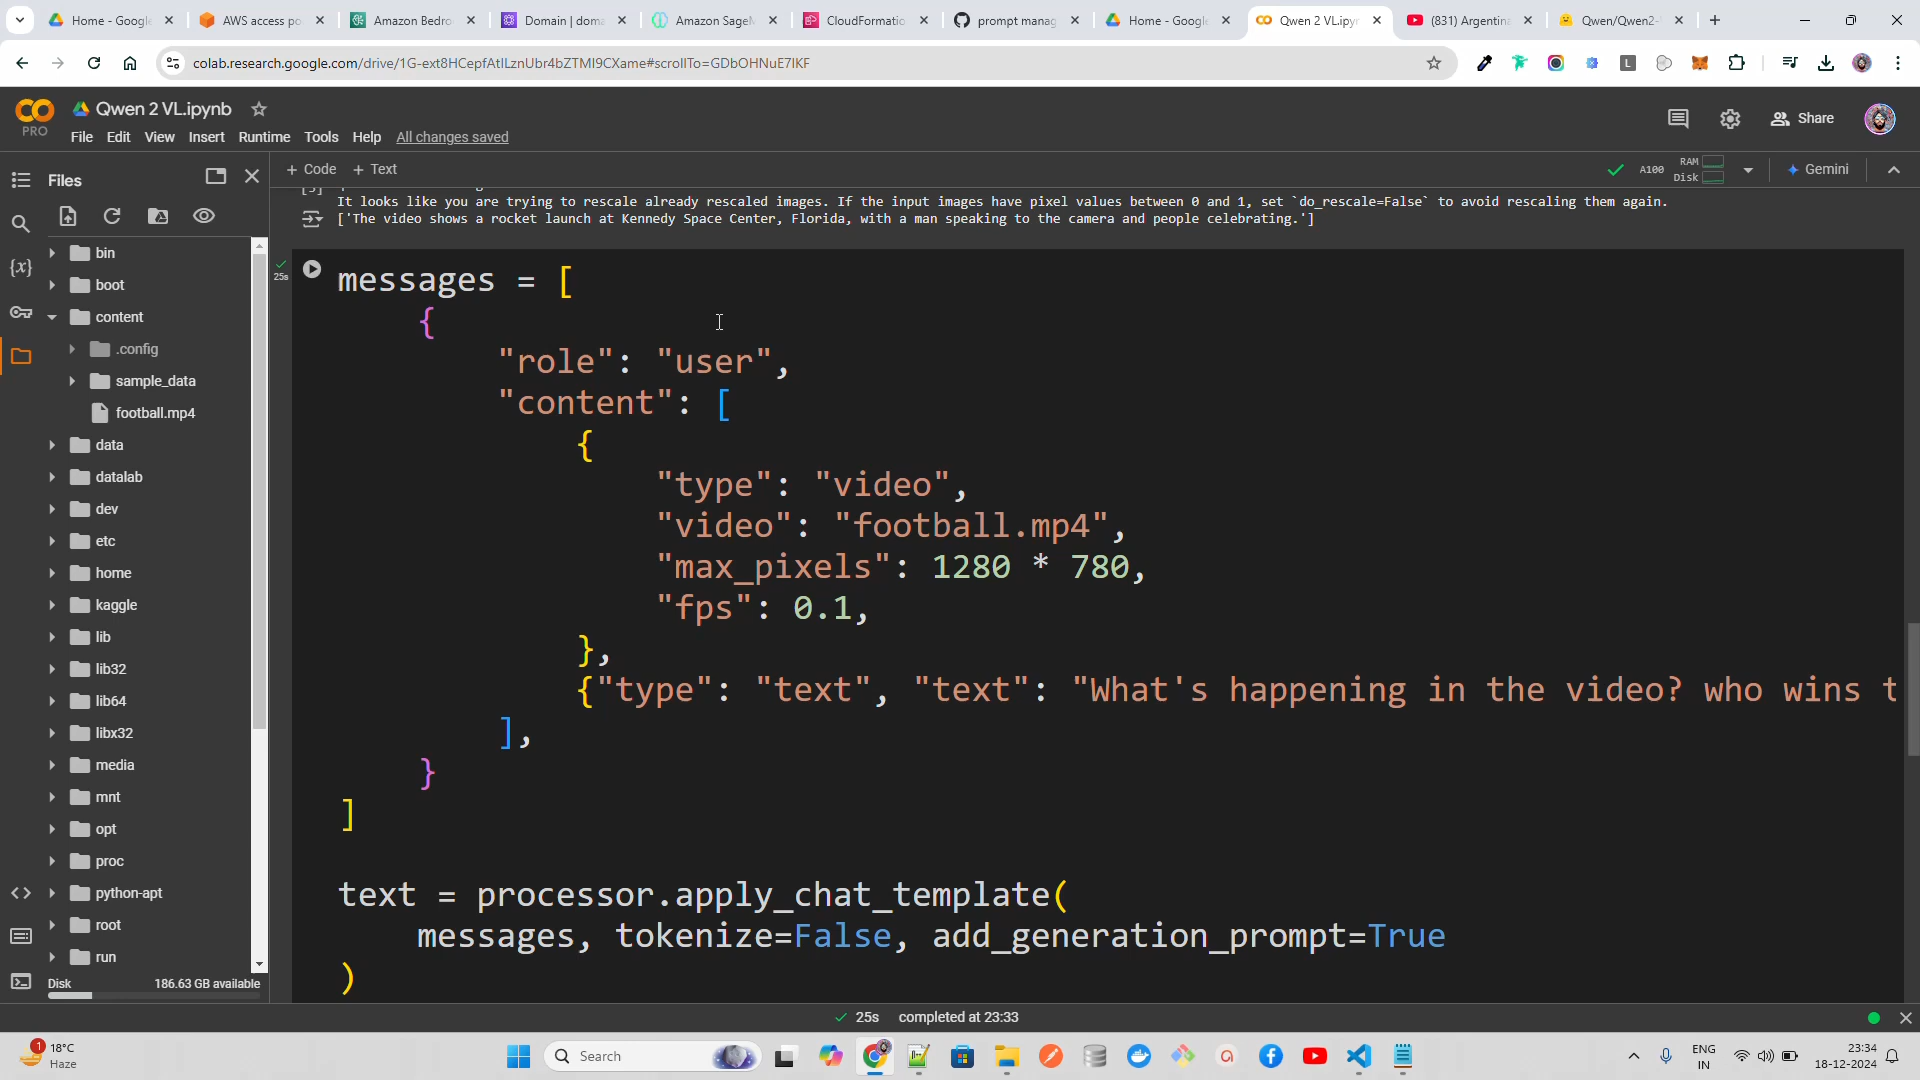 Home - Google
AWS access po
Amazon Bedro
Domain | doma
Amazon SageM
CloudFormatio
prompt manag
Home - Google
Qwen 2 VL.ipyn
(831) Argentina
Qwen/Qwen2-
colab.research.google.com/drive/1G-ext8HCepfAtILznUbr4bZTMI9CXame#scrollTo=GDbOHNuE7IKF
PRO
Qwen 2 VL.ipynb
File Edit View Insert Runtime Tools Help All changes saved
Share
Files
+ Code + Text
A100 RAM
Disk
Gemini
It looks like you are trying to rescale already rescaled images. If the input images have pixel values between 0 and 1, set `do_rescale=False` to avoid rescaling them again.
['The video shows a rocket launch at Kennedy Space Center, Florida, with a man speaking to the camera and people celebrating.']
bin
boot
content
.config
sample_data
football.mp4
data
datalab
dev
etc
home
kaggle
lib
lib32
lib64
libx32
media
mnt
opt
proc
python-apt
root
run
Disk 186.63 GB available
25s
messages = [
{
"role": "user",
"content": [
{
"type": "video",
"video": "football.mp4",
"max_pixels": 1280 * 780,
"fps": 0.1,
},
{"type": "text", "text": "What's happening in the video? who wins t
],
}
]
text = processor.apply_chat_template(
messages, tokenize=False, add_generation_prompt=True
)
25s completed at 23:33
1
18°C
Haze
Search
ENG
IN
23:34
18-12-2024